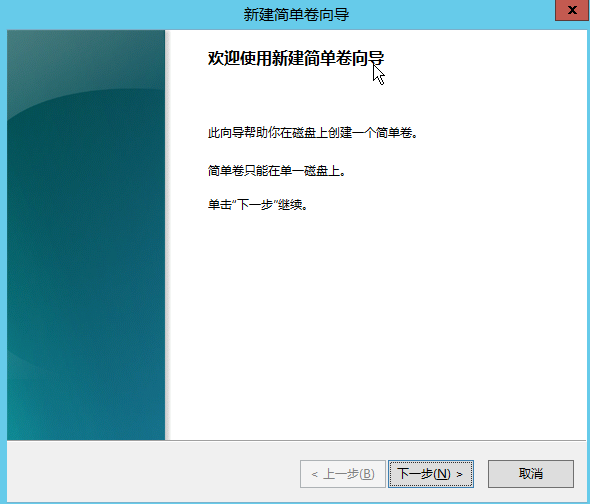 新建简单卷向导
x
欢迎使用新建简单卷向导
此向导帮助你在磁盘上创建一个简单卷。
简单卷只能在单一磁盘上。
单击"下一步"继续。
< 上一步(B) 下一步(N) > 取消